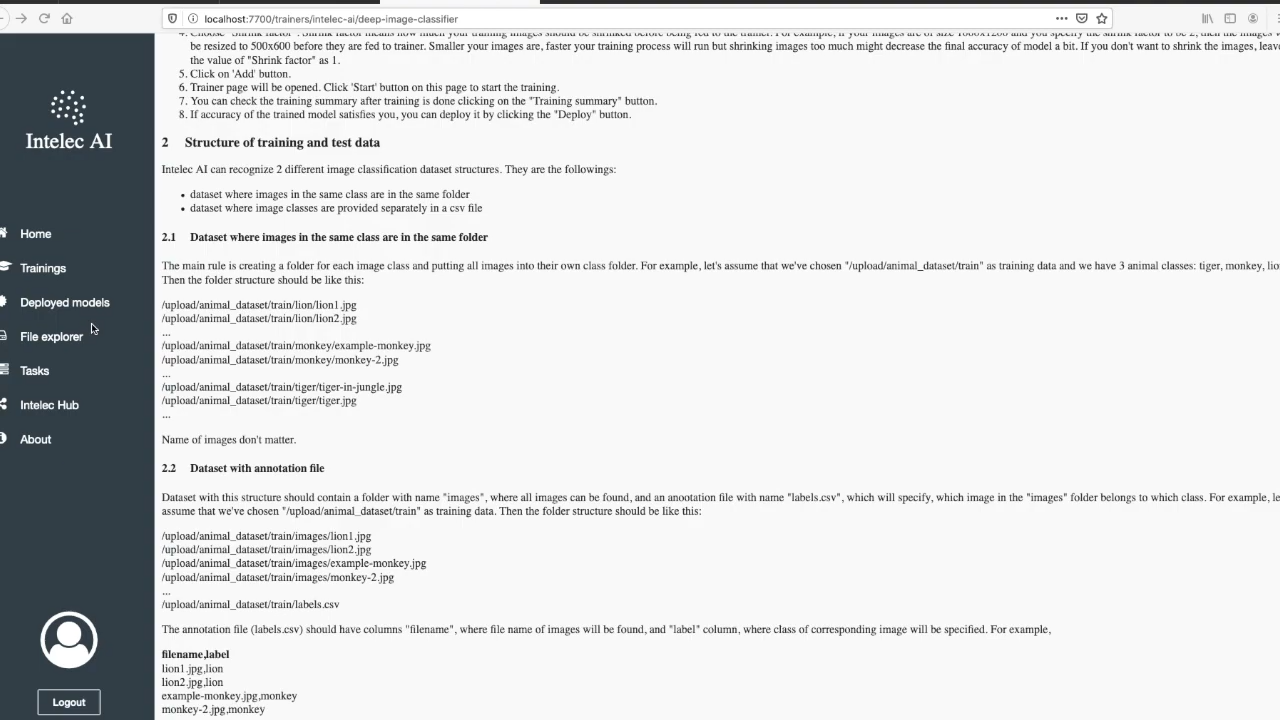 localhost:7700/trainers/intelec-ai/deep-image-classifier
Intelec AI
Home
Trainings
Deployed models
File explorer
Tasks
Intelec Hub
About
Logout
be resized to 500x600 before they are fed to trainer. Smaller your images are, faster your training process will run but shrinking images too much might decrease the final accuracy of model a bit. If you don't want to shrink the images, leave
the value of "Shrink factor" as 1.
5. Click on 'Add' button.
6. Trainer page will be opened. Click 'Start' button on this page to start the training.
7. You can check the training summary after training is done clicking on the "Training summary" button.
8. If accuracy of the trained model satisfies you, you can deploy it by clicking the "Deploy" button.
2 Structure of training and test data
Intelec AI can recognize 2 different image classification dataset structures. They are the followings:
• dataset where images in the same class are in the same folder
• dataset where image classes are provided separately in a csv file
2.1 Dataset where images in the same class are in the same folder
The main rule is creating a folder for each image class and putting all images into their own class folder. For example, let's assume that we've chosen "/upload/animal_dataset/train" as training data and we have 3 animal classes: tiger, monkey,
Then the folder structure should be like this:
/upload/animal_dataset/train/lion/lion1.jpg
/upload/animal_dataset/train/lion/lion2.jpg
...
/upload/animal_dataset/train/monkey/example-monkey.jpg
/upload/animal_dataset/train/monkey/monkey-2.jpg
...
/upload/animal_dataset/train/tiger/tiger-in-jungle.jpg
/upload/animal_dataset/train/tiger/tiger.jpg
...
Name of images don't matter.
2.2 Dataset with annotation file
Dataset with this structure should contain a folder with name "images", where all images can be found, and an anootation file with name "labels.csv", which will specify, which image in the "images" folder belongs to which class. For example,
assume that we've chosen "/upload/animal_dataset/train" as training data. Then the folder structure should be like this:
/upload/animal_dataset/train/images/lion1.jpg
/upload/animal_dataset/train/images/lion2.jpg
/upload/animal_dataset/train/images/example-monkey.jpg
/upload/animal_dataset/train/images/monkey-2.jpg
...
/upload/animal_dataset/train/labels.csv
The annotation file (labels.csv) should have columns "filename", where file name of images will be found, and "label" column, where class of corresponding image will be specified. For example,
filename,label
lion1.jpg,lion
lion2.jpg,lion
example-monkey.jpg,monkey
monkey-2.jpg,monkey